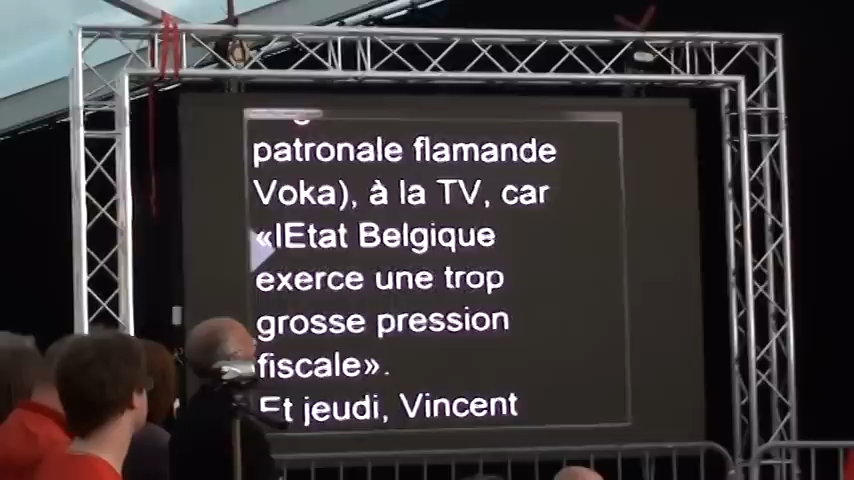 patronale flamande
Voka), à la TV, car
«lEtat Belgique
exerce une trop
grosse pression
fiscale».
Et jeudi, Vincent